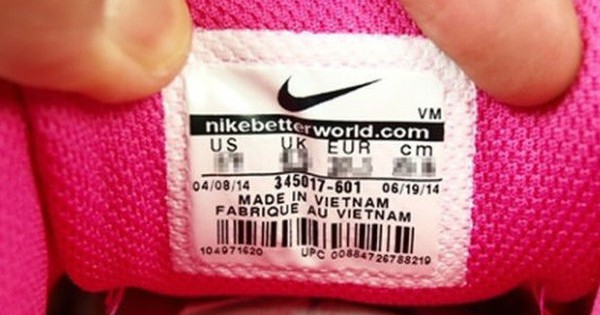 VM
nikebetterworld.com
US UK EUR cm
04/08/14 345017-601 06/19/14
MADE IN VIETNAM
FABRIQUE AU VIETNAM
104971620 UPC 00884726788219